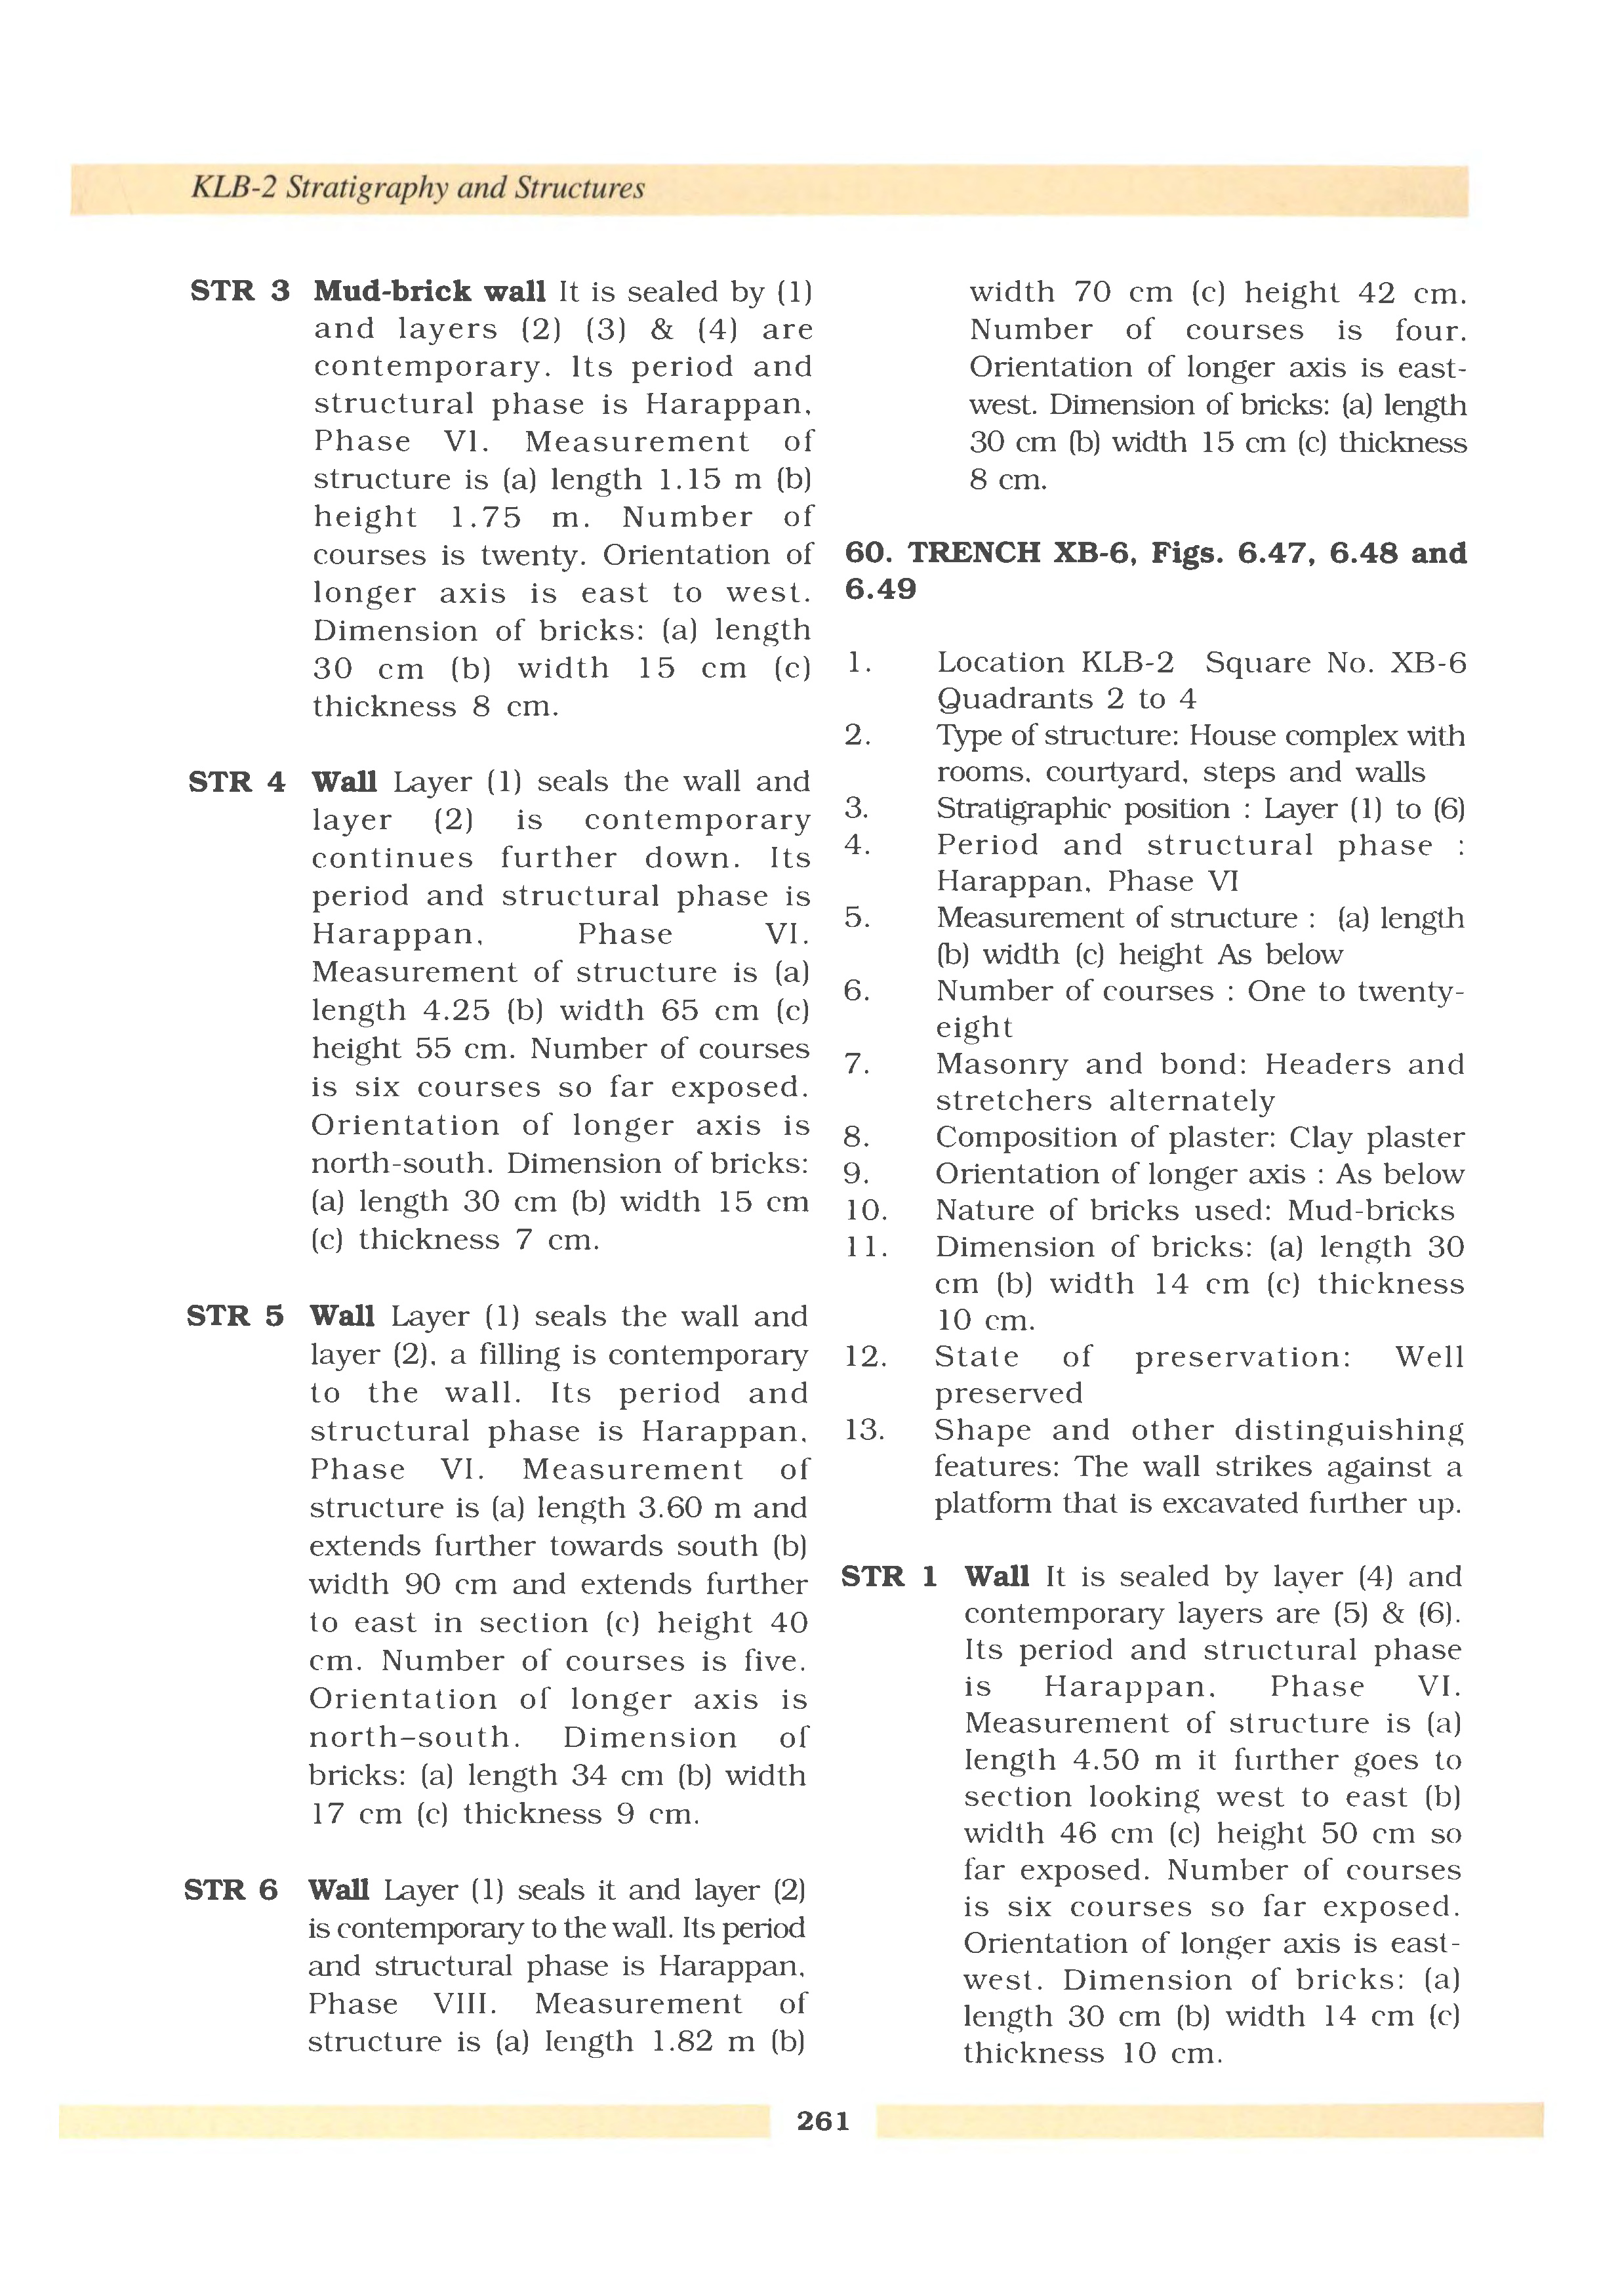 KLB-2 Stratigraphy and Structures
STR 3 Mud-brick wall It is sealed by (1)
and layers (2) (3) & (4) are
contemporary. Its period and
structural phase is Harappan,
Phase VI. Measurement of
structure is (a) length 1.15 m (b)
height 1.75 m. Number of
courses is twenty. Orientation of
longer axis is east to west.
Dimension of bricks: (a) length
30 cm (b) width 15 cm (c)
thickness 8 cm.
STR 4 Wall Layer (1) seals the wall and
layer (2) is contemporary
continues further down. Its
period and structural phase is
Harappan, Phase VI.
Measurement of structure is (a)
length 4.25 (b) width 65 cm (c)
height 55 cm. Number of courses
is six courses so far exposed.
Orientation of longer axis is
north-south. Dimension of bricks:
(a) length 30 cm (b) width 15 cm
(c) thickness 7 cm.
STR 5 Wall Layer (1) seals the wall and
layer (2), a filling is contemporary
to the wall. Its period and
structural phase is Harappan,
Phase VI. Measurement of
structure is (a) length 3.60 m and
extends further towards south (b)
width 90 cm and extends further
to east in section (c) height 40
cm. Number of courses is five.
Orientation of longer axis is
north–south. Dimension of
bricks: (a) length 34 cm (b) width
17 cm (c) thickness 9 cm.
STR 6 Wall Layer (1) seals it and layer (2)
is contemporary to the wall. Its period
and structural phase is Harappan,
Phase VIII. Measurement of
structure is (a) length 1.82 m (b)
width 70 cm (c) height 42 cm.
Number of courses is four.
Orientation of longer axis is east-
west. Dimension of bricks: (a) length
30 cm (b) width 15 cm (c) thickness
8 cm.
60. TRENCH XB-6, Figs. 6.47, 6.48 and
6.49
1. Location KLB-2 Square No. XB-6
Quadrants 2 to 4
2. Type of structure: House complex with
rooms, courtyard, steps and walls
3. Stratigraphic position : Layer (1) to (6)
4. Period and structural phase :
Harappan, Phase VI
5. Measurement of structure : (a) length
(b) width (c) height As below
6. Number of courses : One to twenty-
eight
7. Masonry and bond: Headers and
stretchers alternately
8. Composition of plaster: Clay plaster
9. Orientation of longer axis : As below
10. Nature of bricks used: Mud-bricks
11. Dimension of bricks: (a) length 30
cm (b) width 14 cm (c) thickness
10 cm.
12. State of preservation: Well
preserved
13. Shape and other distinguishing
features: The wall strikes against a
platform that is excavated further up.
STR 1 Wall It is sealed by layer (4) and
contemporary layers are (5) & (6).
Its period and structural phase
is Harappan, Phase VI.
Measurement of structure is (a)
length 4.50 m it further goes to
section looking west to east (b)
width 46 cm (c) height 50 cm so
far exposed. Number of courses
is six courses so far exposed.
Orientation of longer axis is east-
west. Dimension of bricks: (a)
length 30 cm (b) width 14 cm (c)
thickness 10 cm.
261